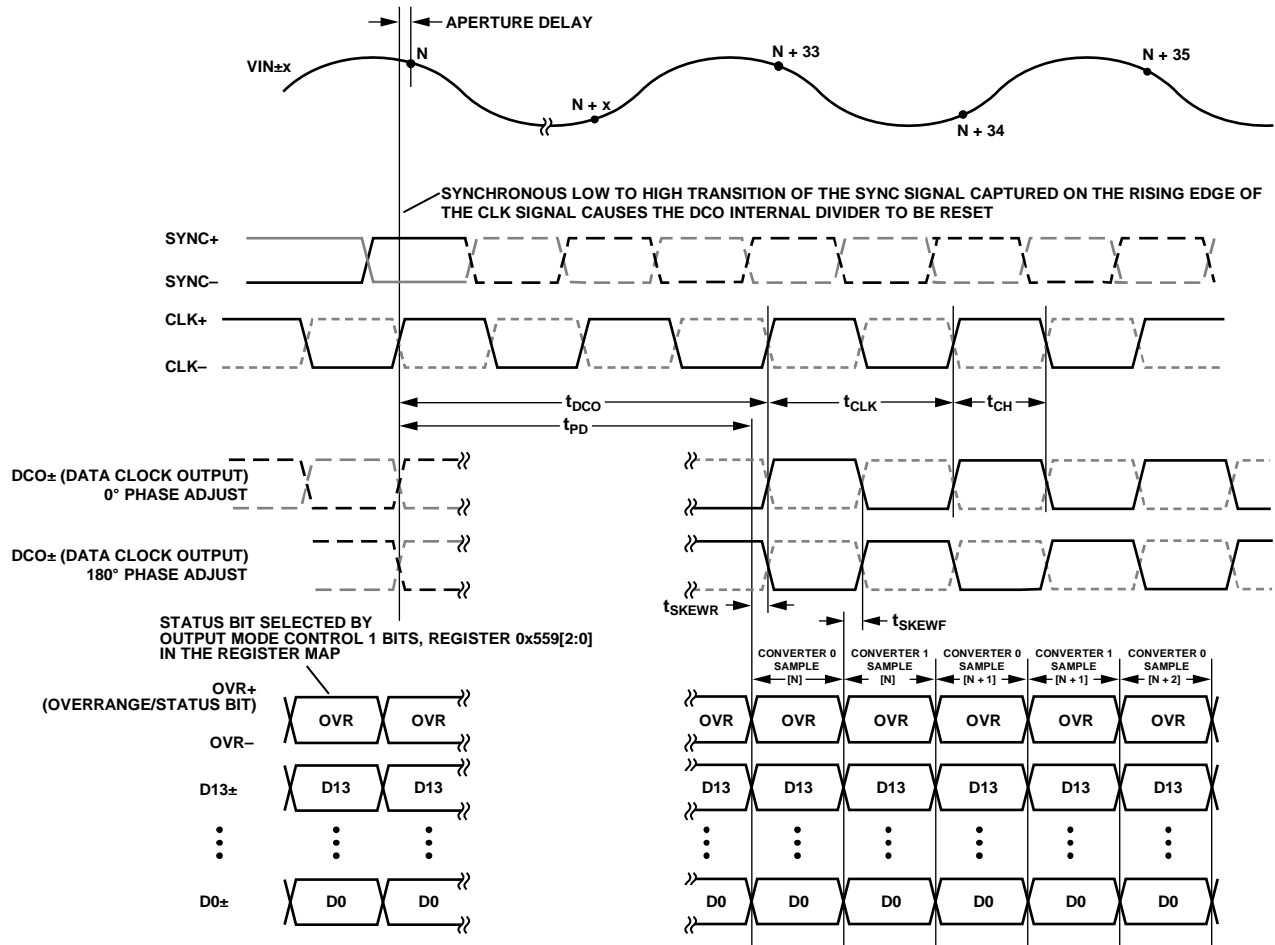 APERTURE DELAY
N
N + 33
N + 35
VIN±x
N + x
N + 34
SYNCHRONOUS LOW TO HIGH TRANSITION OF THE SYNC SIGNAL CAPTURED ON THE RISING EDGE OF
THE CLK SIGNAL CAUSES THE DCO INTERNAL DIVIDER TO BE RESET
SYNC+
SYNC–
CLK+
CLK–
tDCO
tCLK
tCH
tPD
DCO± (DATA CLOCK OUTPUT)
0° PHASE ADJUST
DCO± (DATA CLOCK OUTPUT)
180° PHASE ADJUST
tSKEWR
tSKEWF
STATUS BIT SELECTED BY
OUTPUT MODE CONTROL 1 BITS, REGISTER 0x559[2:0]
IN THE REGISTER MAP
CONVERTER 0
SAMPLE
[N]
CONVERTER 1
SAMPLE
[N]
CONVERTER 0
SAMPLE
[N + 1]
CONVERTER 1
SAMPLE
[N + 1]
CONVERTER 0
SAMPLE
[N + 2]
OVR+
(OVERRANGE/STATUS BIT)
OVR–
OVR OVR OVR OVR OVR OVR OVR OVR
D13± D13 D13 D13 D13 D13 D13 D13 D13
D0± D0 D0 D0 D0 D0 D0 D0 D0